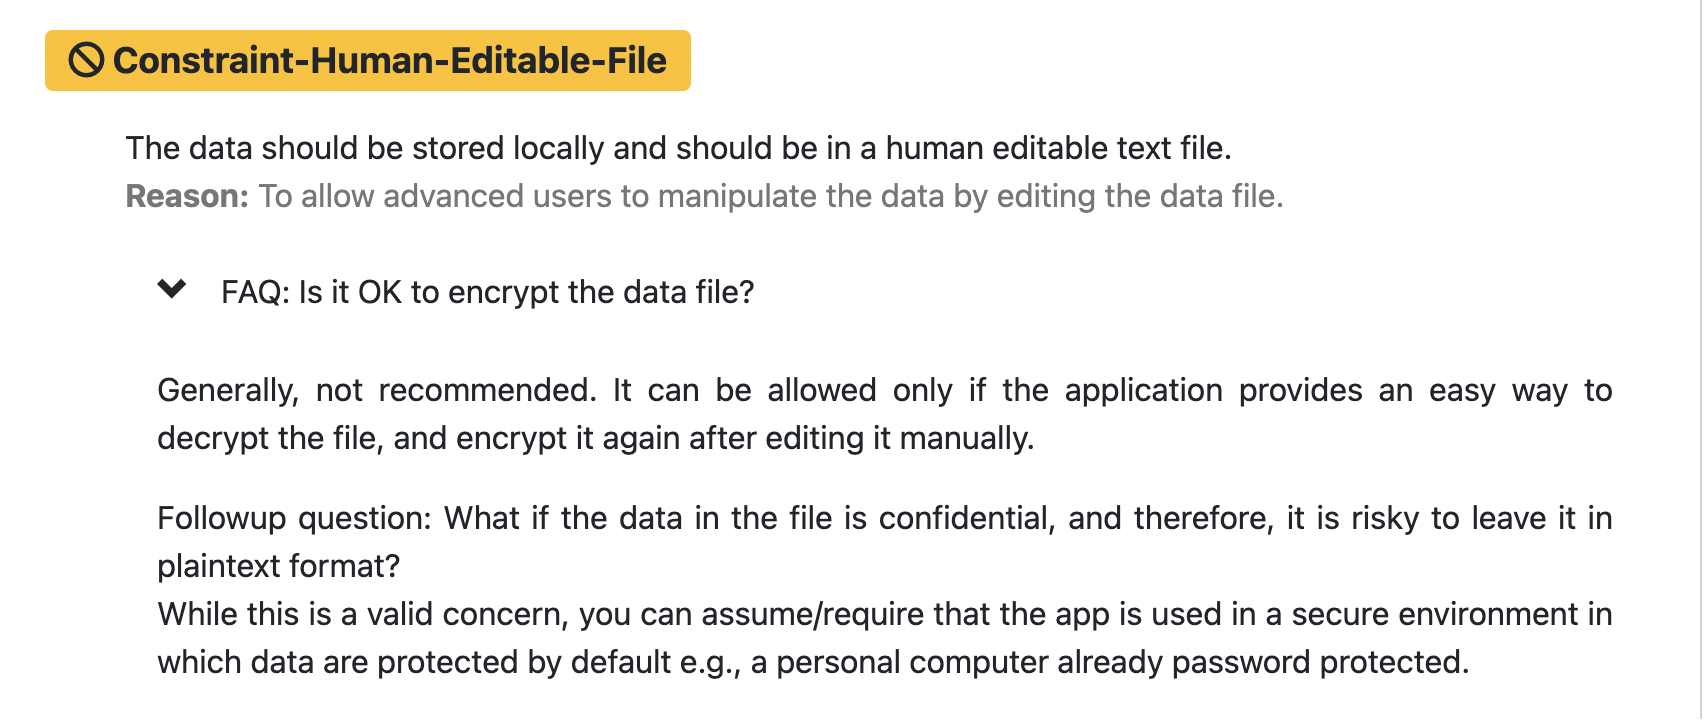 Constraint-Human-Editable-File
The data should be stored locally and should be in a human editable text file.
Reason: To allow advanced users to manipulate the data by editing the data file.
FAQ: Is it OK to encrypt the data file?
Generally, not recommended. It can be allowed only if the application provides an easy way to
decrypt the file, and encrypt it again after editing it manually.
Followup question: What if the data in the file is confidential, and therefore, it is risky to leave it in
plaintext format?
While this is a valid concern, you can assume/require that the app is used in a secure environment in
which data are protected by default e.g., a personal computer already password protected.